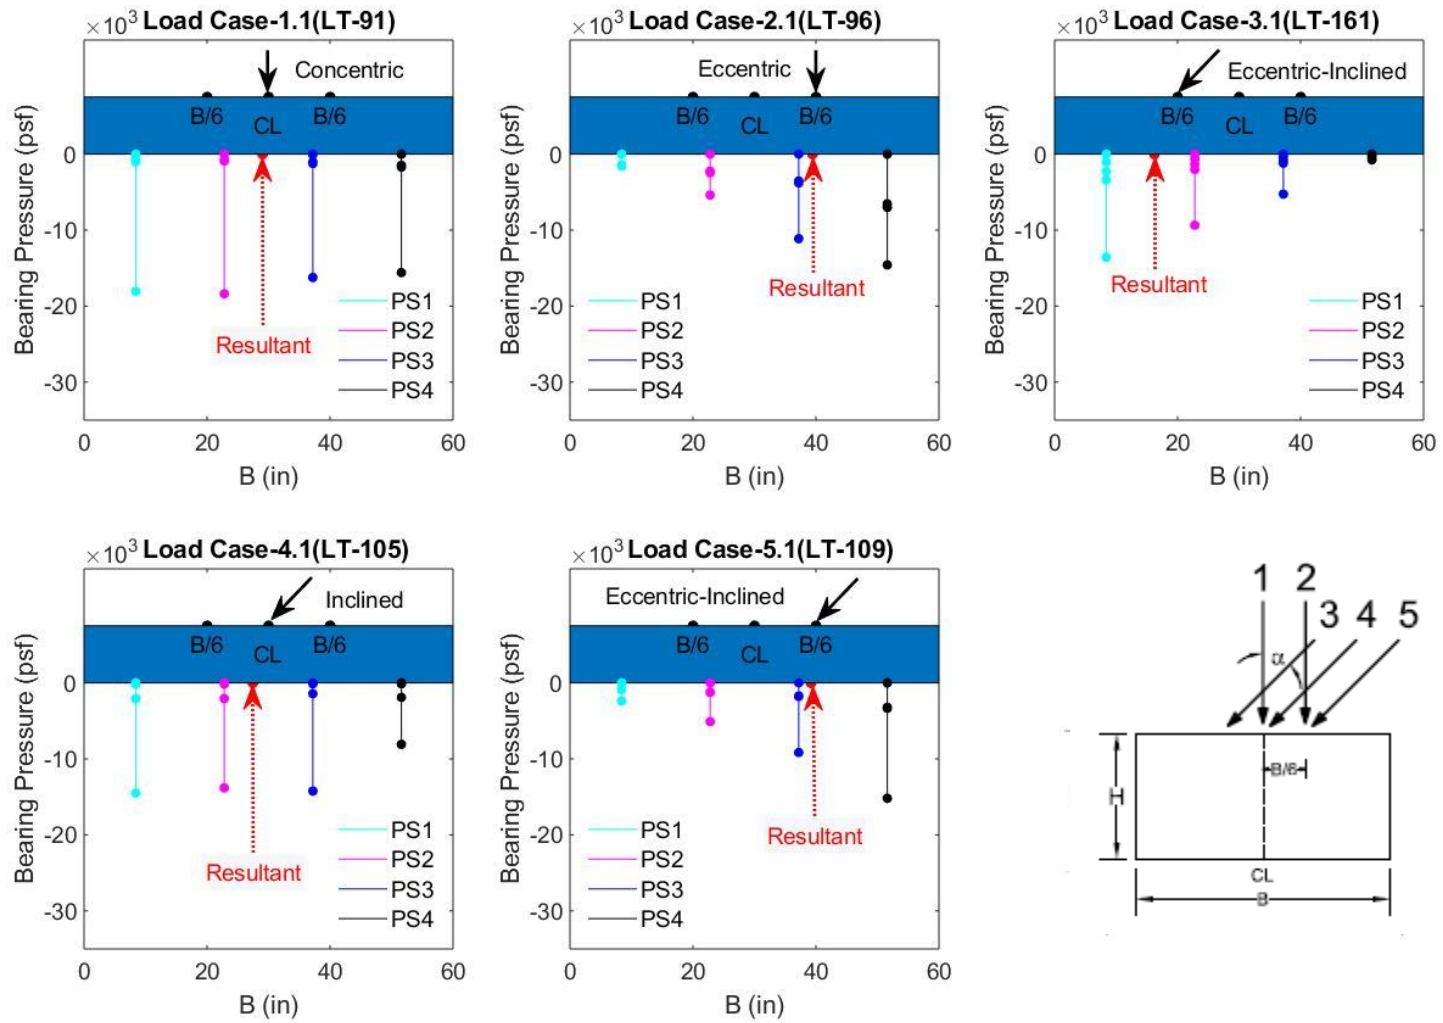 ×10³ Load Case-1.1(LT-91)
Concentric
B/6 CL B/6
Bearing Pressure (psf)
0
-10
-20
-30
Resultant
PS1
PS2
PS3
PS4
0 20 40 60
B (in)
×10³ Load Case-2.1(LT-96)
Eccentric
B/6 CL B/6
Bearing Pressure (psf)
0
-10
-20
-30
Resultant
PS1
PS2
PS3
PS4
0 20 40 60
B (in)
×10³ Load Case-3.1(LT-161)
Eccentric-Inclined
B/6 CL B/6
Bearing Pressure (psf)
0
-10
-20
-30
Resultant
PS1
PS2
PS3
PS4
0 20 40 60
B (in)
×10³ Load Case-4.1(LT-105)
Inclined
B/6 CL B/6
Bearing Pressure (psf)
0
-10
-20
-30
Resultant
PS1
PS2
PS3
PS4
0 20 40 60
B (in)
×10³ Load Case-5.1(LT-109)
Eccentric-Inclined
B/6 CL B/6
Bearing Pressure (psf)
0
-10
-20
-30
Resultant
PS1
PS2
PS3
PS4
0 20 40 60
B (in)
1 2
3 4 5
α
B/6
H
CL
B